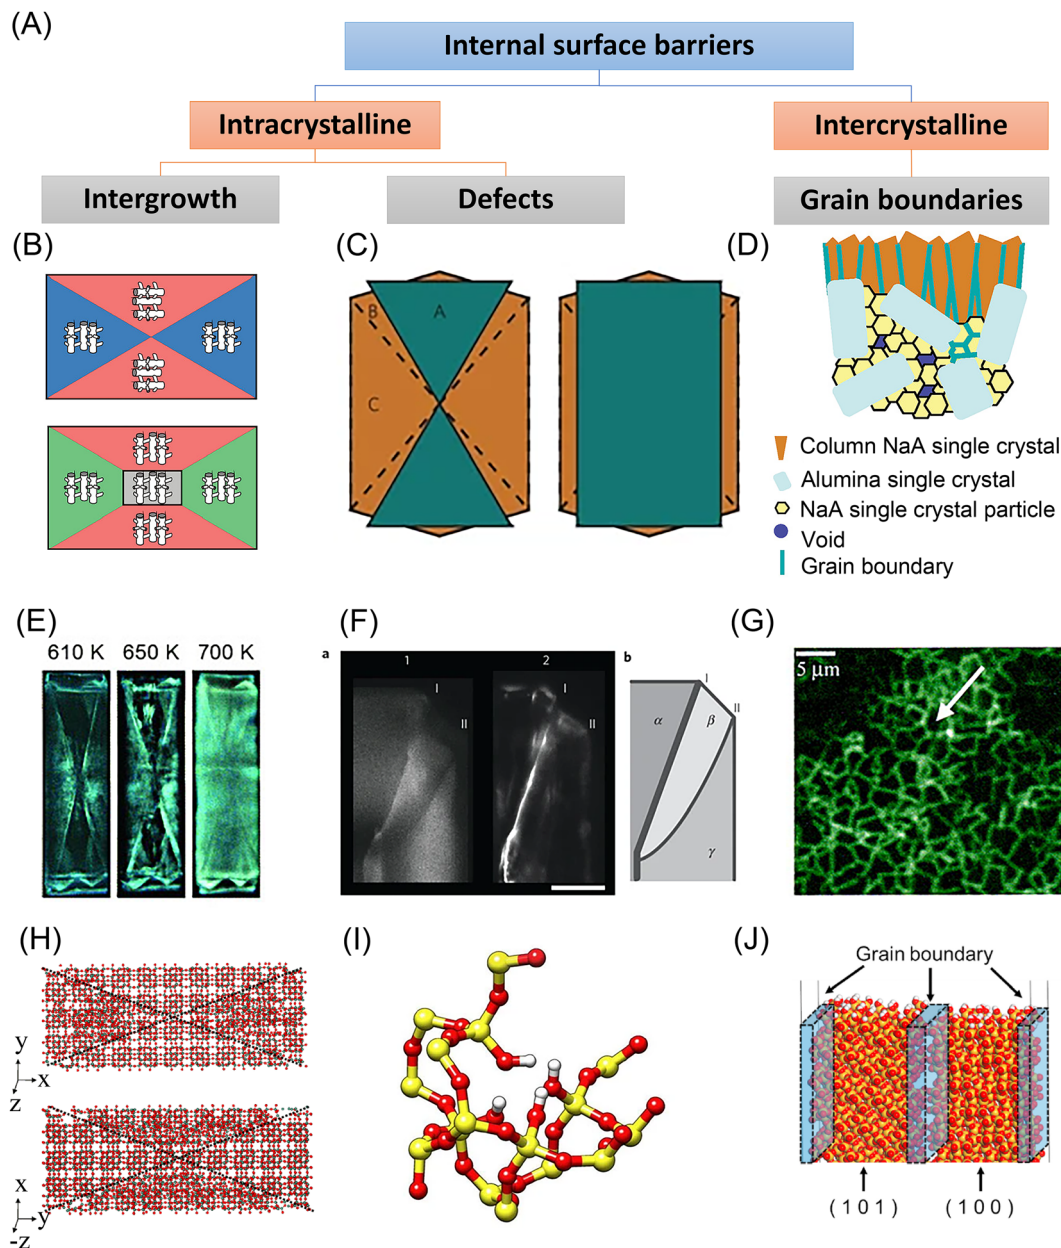 (A)
Internal surface barriers
Intracrystalline
Intercrystalline
Intergrowth
Defects
Grain boundaries
(B)
(C)
B
A
C
(D)
Column NaA single crystal
Alumina single crystal
NaA single crystal particle
Void
Grain boundary
(E)
610 K
650 K
700 K
(F)
a
1
2
b
I
II
I
II
I
II
α
β
γ
(G)
5 μm
(H)
y
x
z
x
y
-z
(I)
(J)
Grain boundary
(101)
(100)